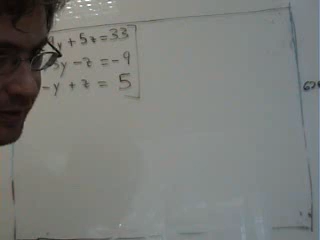 y + 5z = 33
y - z = -9
- y + z = 5